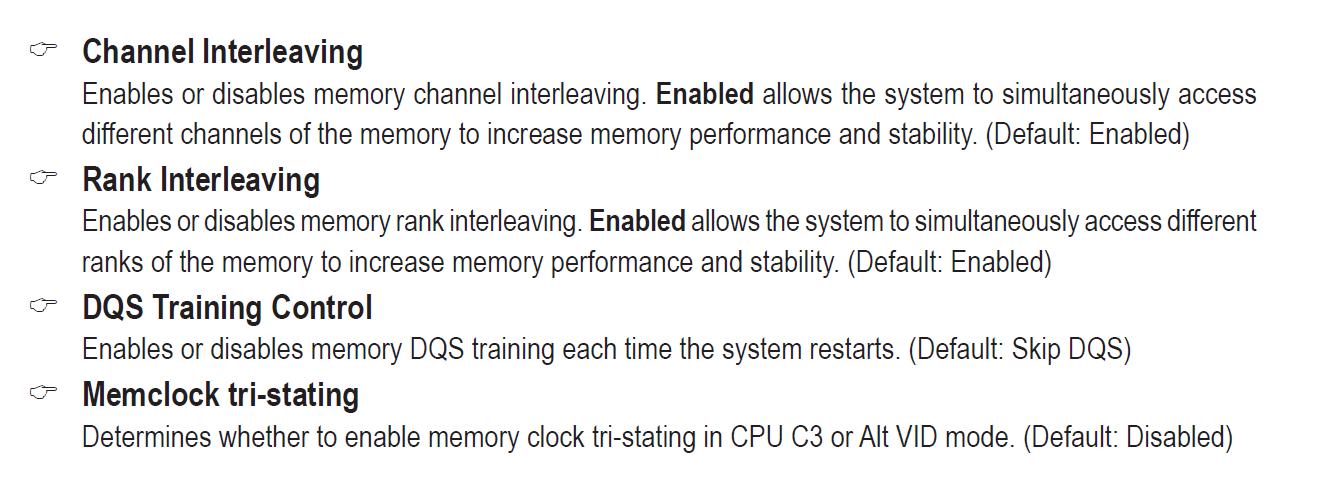 Channel Interleaving
Enables or disables memory channel interleaving. Enabled allows the system to simultaneously access
different channels of the memory to increase memory performance and stability. (Default: Enabled)
Rank Interleaving
Enables or disables memory rank interleaving. Enabled allows the system to simultaneously access different
ranks of the memory to increase memory performance and stability. (Default: Enabled)
DQS Training Control
Enables or disables memory DQS training each time the system restarts. (Default: Skip DQS)
Memclock tri-stating
Determines whether to enable memory clock tri-stating in CPU C3 or Alt VID mode. (Default: Disabled)